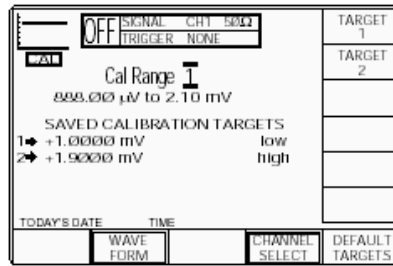 OFF SIGNAL CH1 50Ω
TRIGGER NONE
CAL
Cal Range 1
888.00 µV to 2.10 mV
SAVED CALIBRATION TARGETS
1 +1.0000 mV low
2 +1.9000 mV high
TODAY'S DATE TIME
WAVE
FORM
CHANNEL
SELECT
DEFAULT
TARGETS
TARGET
1
TARGET
2